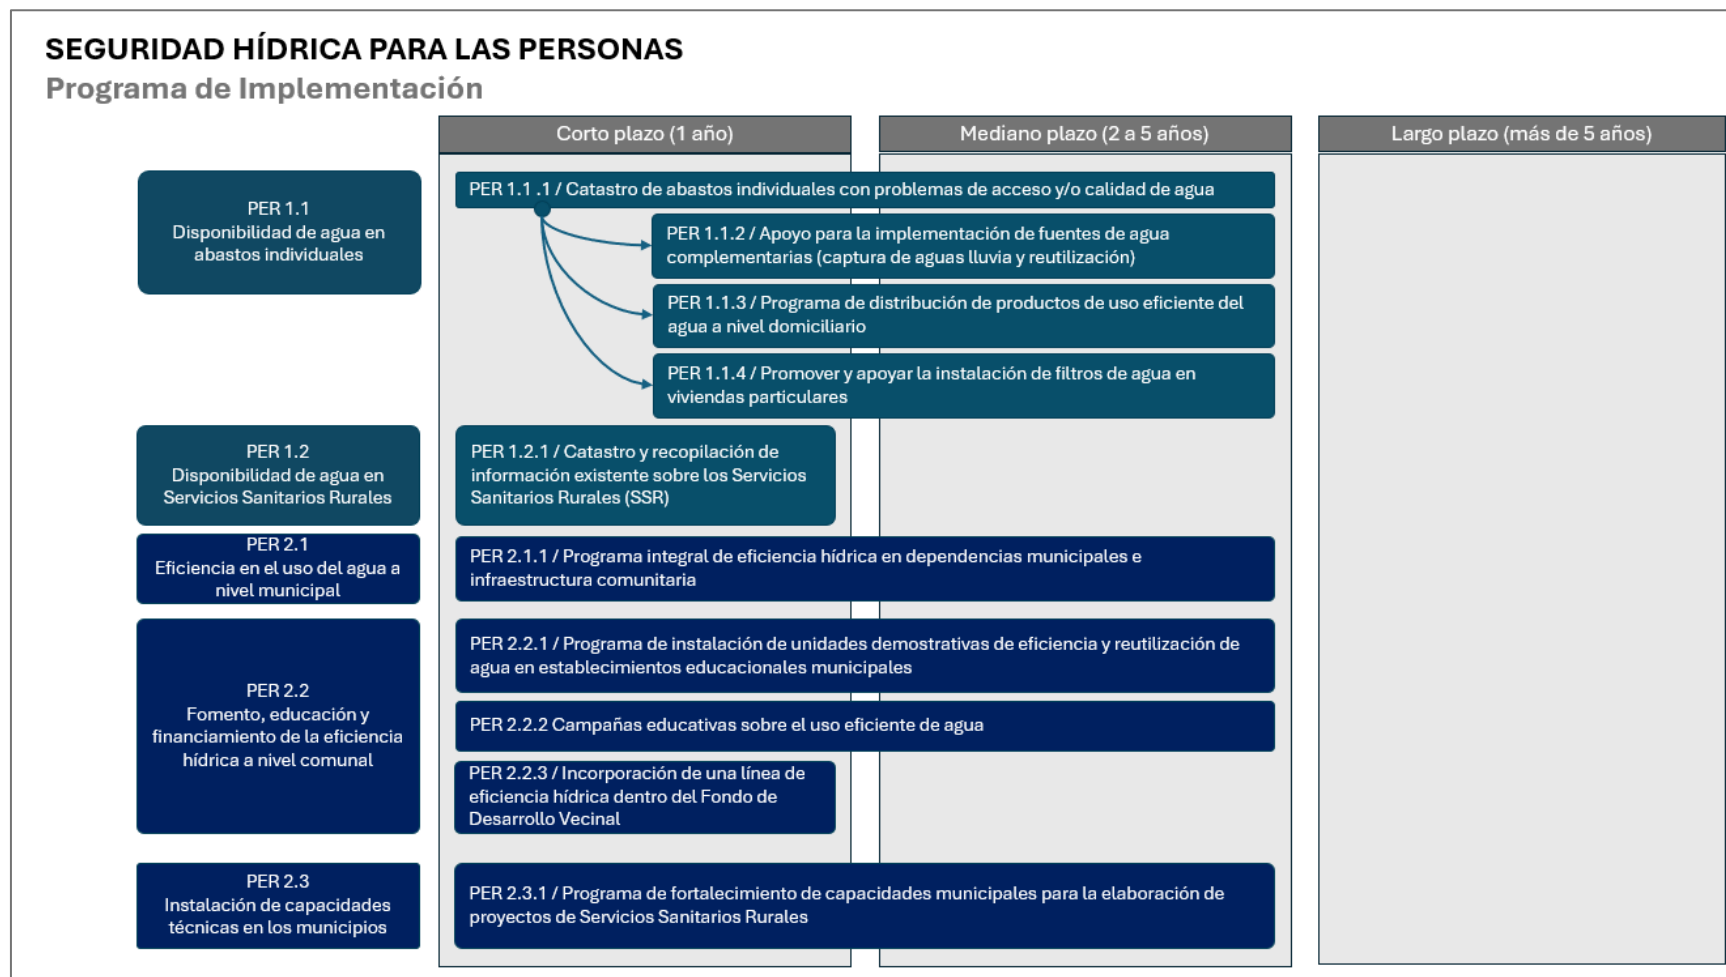 SEGURIDAD HÍDRICA PARA LAS PERSONAS
Programa de Implementación
Corto plazo (1 año)
Mediano plazo (2 a 5 años)
Largo plazo (más de 5 años)
PER 1.1
Disponibilidad de agua en
abastos individuales
PER 1.1 .1 / Catastro de abastos individuales con problemas de acceso y/o calidad de agua
PER 1.1.2 / Apoyo para la implementación de fuentes de agua
complementarias (captura de aguas lluvia y reutilización)
PER 1.1.3 / Programa de distribución de productos de uso eficiente del
agua a nivel domiciliario
PER 1.1.4 / Promover y apoyar la instalación de filtros de agua en
viviendas particulares
PER 1.2
Disponibilidad de agua en
Servicios Sanitarios Rurales
PER 1.2.1 / Catastro y recopilación de
información existente sobre los Servicios
Sanitarios Rurales (SSR)
PER 2.1
Eficiencia en el uso del agua a
nivel municipal
PER 2.1.1 / Programa integral de eficiencia hídrica en dependencias municipales e
infraestructura comunitaria
PER 2.2
Fomento, educación y
financiamiento de la eficiencia
hídrica a nivel comunal
PER 2.2.1 / Programa de instalación de unidades demostrativas de eficiencia y reutilización de
agua en establecimientos educacionales municipales
PER 2.2.2 Campañas educativas sobre el uso eficiente de agua
PER 2.2.3 / Incorporación de una línea de
eficiencia hídrica dentro del Fondo de
Desarrollo Vecinal
PER 2.3
Instalación de capacidades
técnicas en los municipios
PER 2.3.1 / Programa de fortalecimiento de capacidades municipales para la elaboración de
proyectos de Servicios Sanitarios Rurales